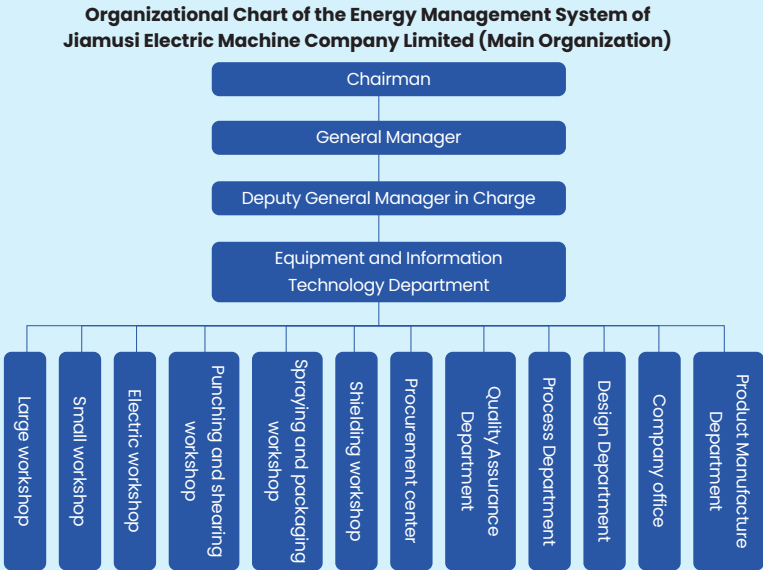 Organizational Chart of the Energy Management System of
Jiamusi Electric Machine Company Limited (Main Organization)
Chairman
General Manager
Deputy General Manager in Charge
Equipment and Information
Technology Department
Large workshop
Small workshop
Electric workshop
Punching and shearing
workshop
Spraying and packaging
workshop
Shielding workshop
Procurement center
Quality Assurance
Department
Process Department
Design Department
Company office
Product Manufacture
Department